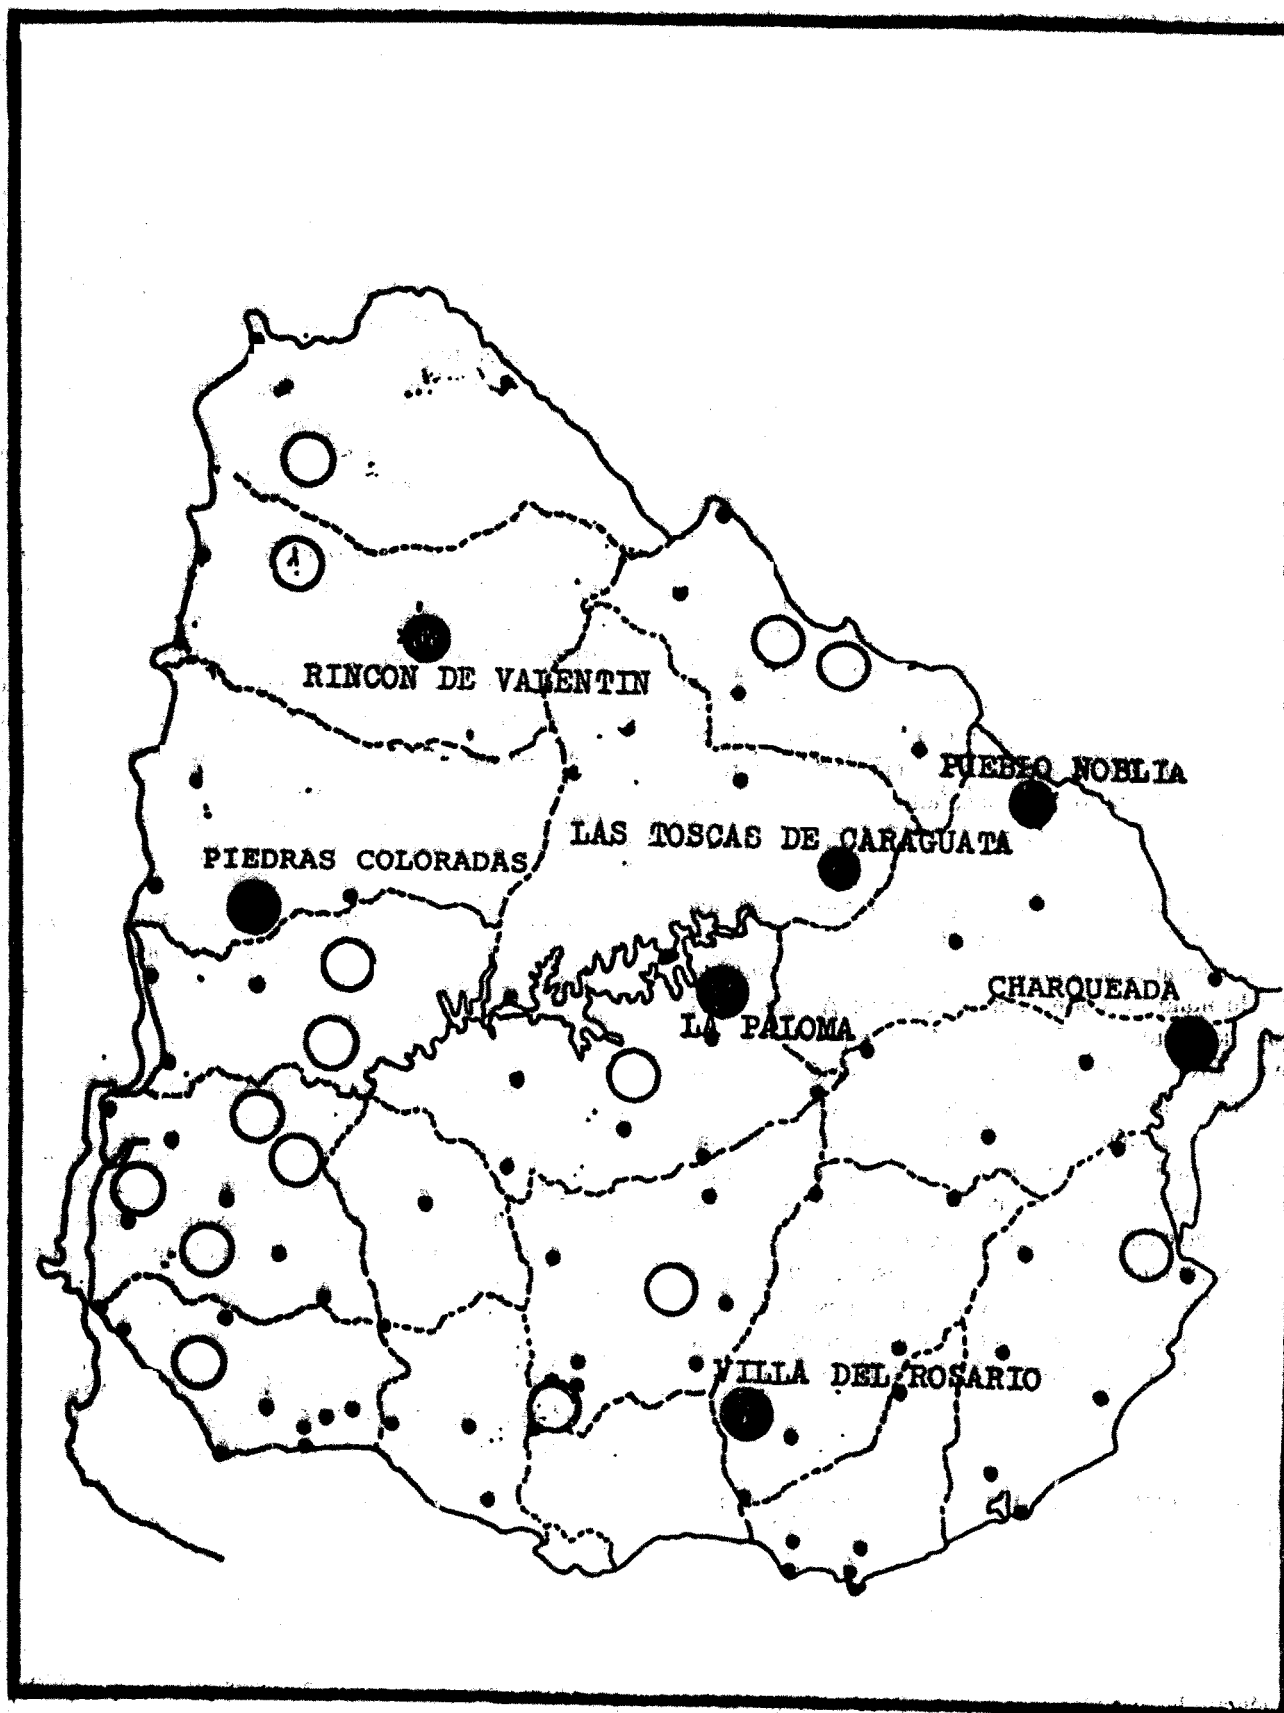 RINCON DE VALENTIN
PUEBLO NOBLIA
LAS TOSCAS DE CARAGUATA
PIEDRAS COLORADAS
CHARQUEADA
LA PALOMA
VILLA DEL ROSARIO